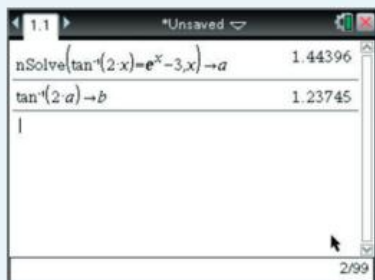 1.1 *Unsaved
nSolve(tan⁻¹(2·x)=eˣ−3,x)→a 1.44396
tan⁻¹(2·a)→b 1.23745
2/99